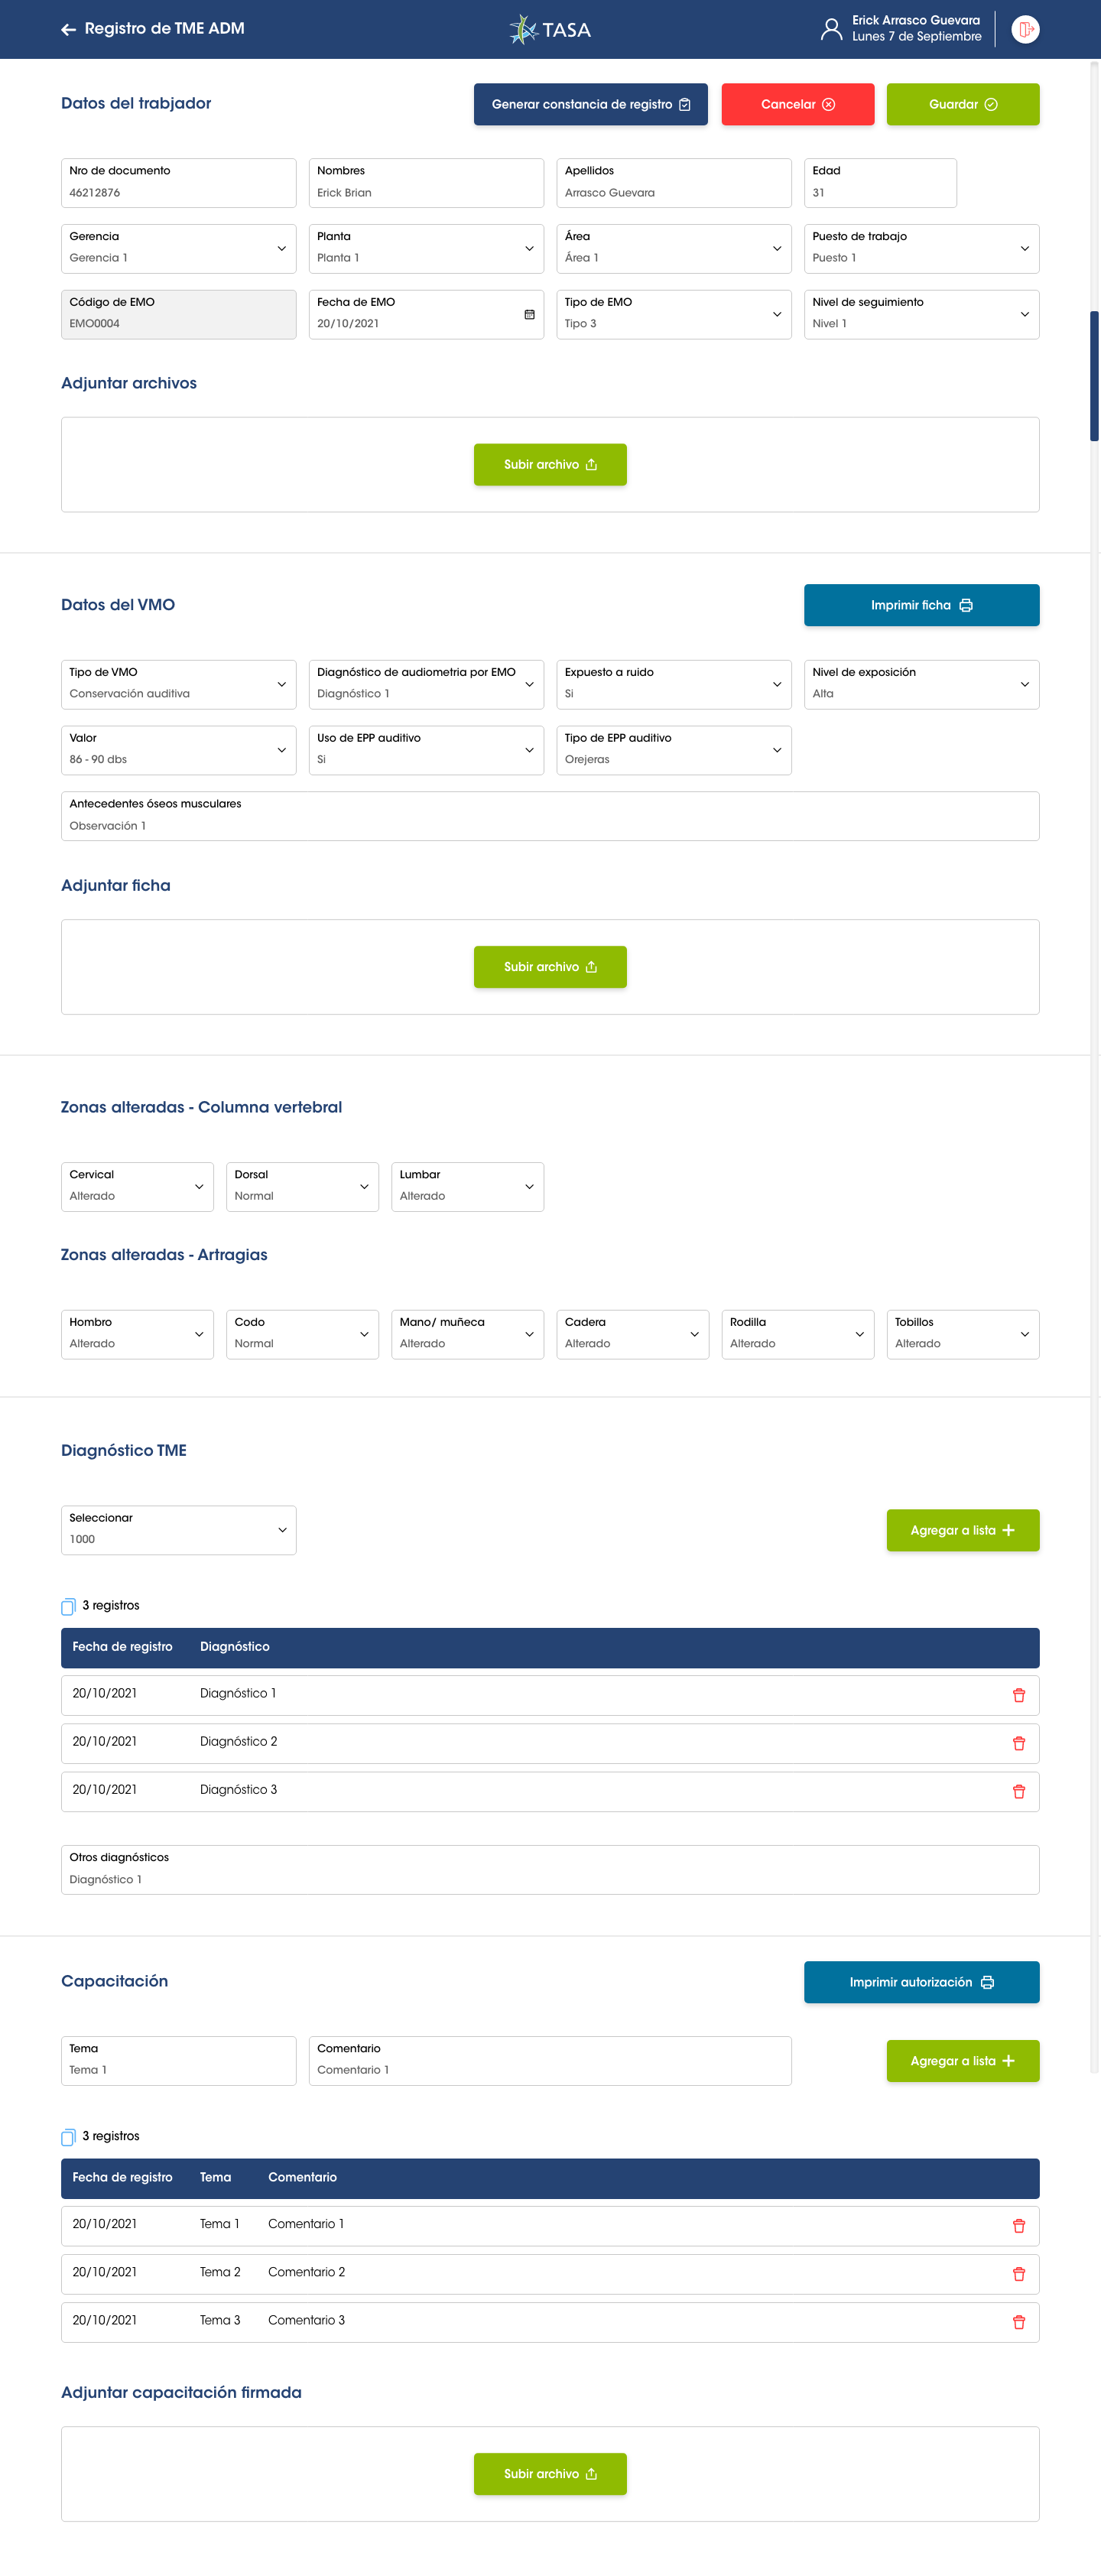 Registro de TME ADM
TASA
Erick Arrasco Guevara
Lunes 7 de Septiembre
Datos del trabjador
Generar constancia de registro
Cancelar
Guardar
Nro de documento
46212876
Nombres
Erick Brian
Apellidos
Arrasco Guevara
Edad
31
Gerencia
Gerencia 1
Planta
Planta 1
Área
Área 1
Puesto de trabajo
Puesto 1
Código de EMO
EMO0004
Fecha de EMO
20/10/2021
Tipo de EMO
Tipo 3
Nivel de seguimiento
Nivel 1
Adjuntar archivos
Subir archivo
Datos del VMO
Imprimir ficha
Tipo de VMO
Conservación auditiva
Diagnóstico de audiometria por EMO
Diagnóstico 1
Expuesto a ruido
Si
Nivel de exposición
Alta
Valor
86 - 90 dbs
Uso de EPP auditivo
Si
Tipo de EPP auditivo
Orejeras
Antecedentes óseos musculares
Observación 1
Adjuntar ficha
Subir archivo
Zonas alteradas - Columna vertebral
Cervical
Alterado
Dorsal
Normal
Lumbar
Alterado
Zonas alteradas - Artragias
Hombro
Alterado
Codo
Normal
Mano/ muñeca
Alterado
Cadera
Alterado
Rodilla
Alterado
Tobillos
Alterado
Diagnóstico TME
Seleccionar
1000
Agregar a lista
3 registros
Fecha de registro Diagnóstico
20/10/2021 Diagnóstico 1
20/10/2021 Diagnóstico 2
20/10/2021 Diagnóstico 3
Otros diagnósticos
Diagnóstico 1
Capacitación
Imprimir autorización
Tema
Tema 1
Comentario
Comentario 1
Agregar a lista
3 registros
Fecha de registro Tema Comentario
20/10/2021 Tema 1 Comentario 1
20/10/2021 Tema 2 Comentario 2
20/10/2021 Tema 3 Comentario 3
Adjuntar capacitación firmada
Subir archivo